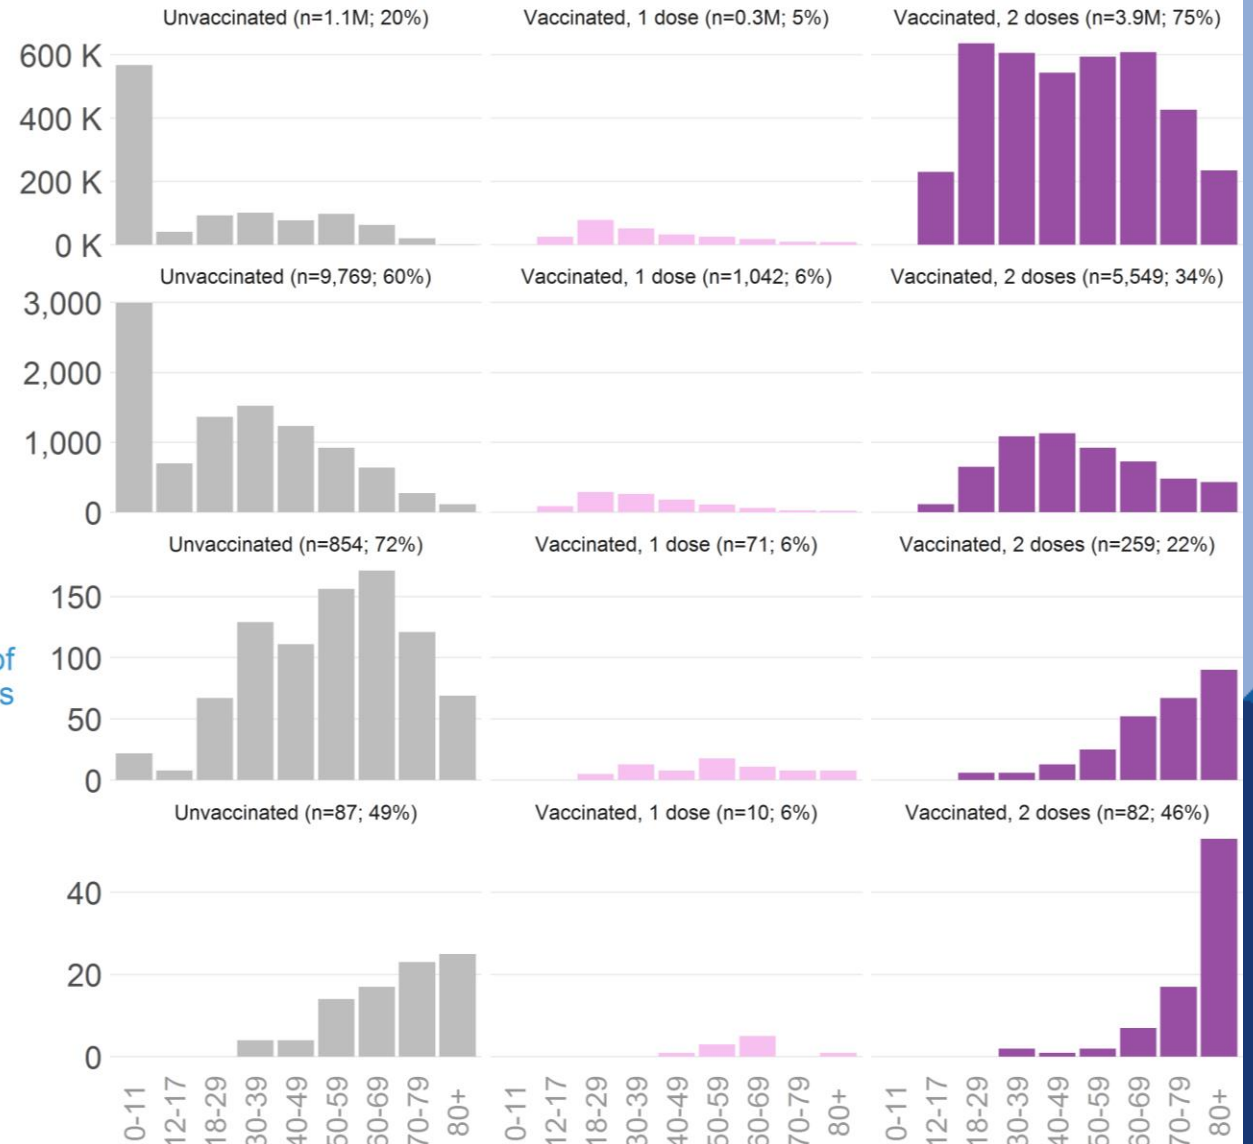 Unvaccinated (n=1.1M; 20%)
Vaccinated, 1 dose (n=0.3M; 5%)
Vaccinated, 2 doses (n=3.9M; 75%)
600 K
400 K
200 K
0 K
Unvaccinated (n=9,769; 60%)
Vaccinated, 1 dose (n=1,042; 6%)
Vaccinated, 2 doses (n=5,549; 34%)
3,000
2,000
1,000
0
Unvaccinated (n=854; 72%)
Vaccinated, 1 dose (n=71; 6%)
Vaccinated, 2 doses (n=259; 22%)
of
s
150
100
50
0
Unvaccinated (n=87; 49%)
Vaccinated, 1 dose (n=10; 6%)
Vaccinated, 2 doses (n=82; 46%)
40
20
0
0-11
12-17
18-29
30-39
40-49
50-59
60-69
70-79
80+
0-11
12-17
18-29
30-39
40-49
50-59
60-69
70-79
80+
0-11
12-17
18-29
30-39
40-49
50-59
60-69
70-79
80+